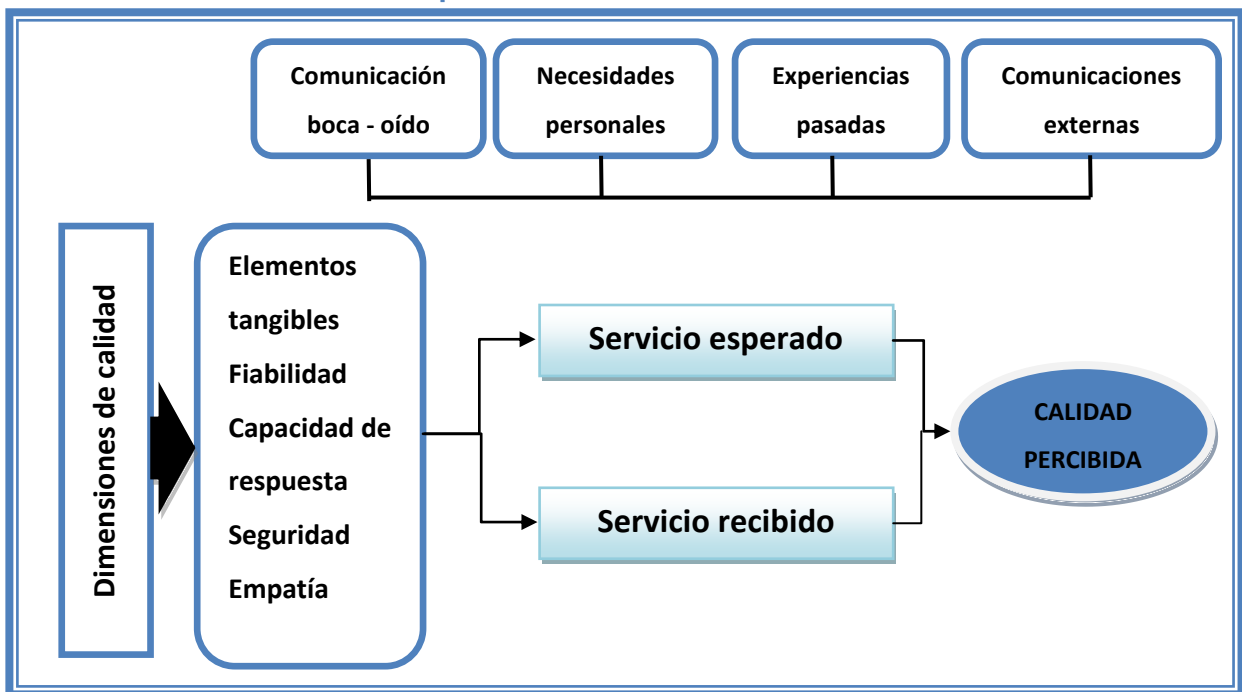 Comunicación
boca - oído
Necesidades
personales
Experiencias
pasadas
Comunicaciones
externas
Dimensiones de calidad
Elementos
tangibles
Fiabilidad
Capacidad de
respuesta
Seguridad
Empatía
Servicio esperado
Servicio recibido
CALIDAD
PERCIBIDA